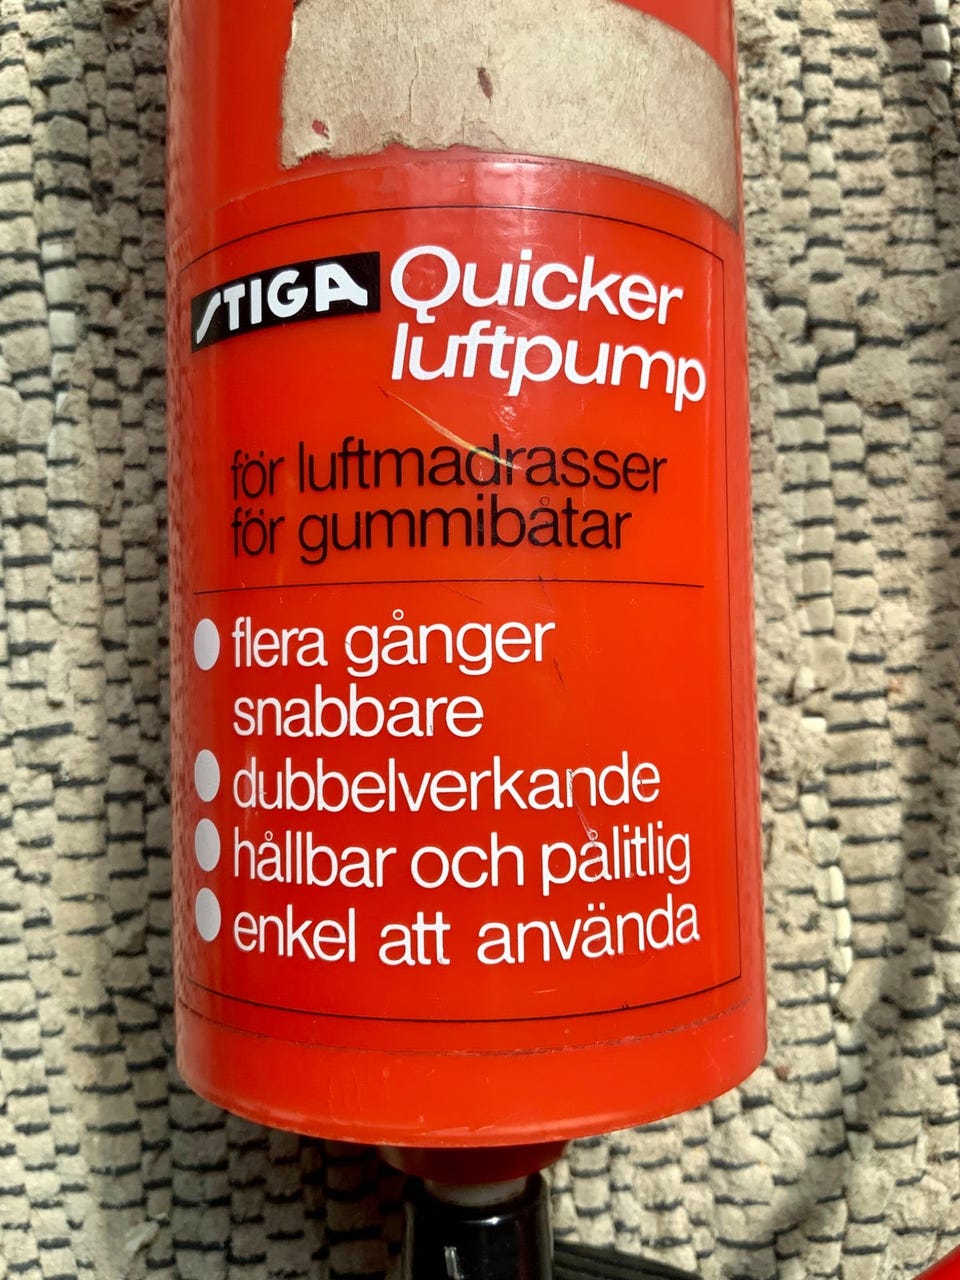 STIGA Quicker
luftpump
för luftmadrasser
för gummibåtar
flera gånger
snabbare
dubbelverkande
hållbar och pålitlig
enkel att använda